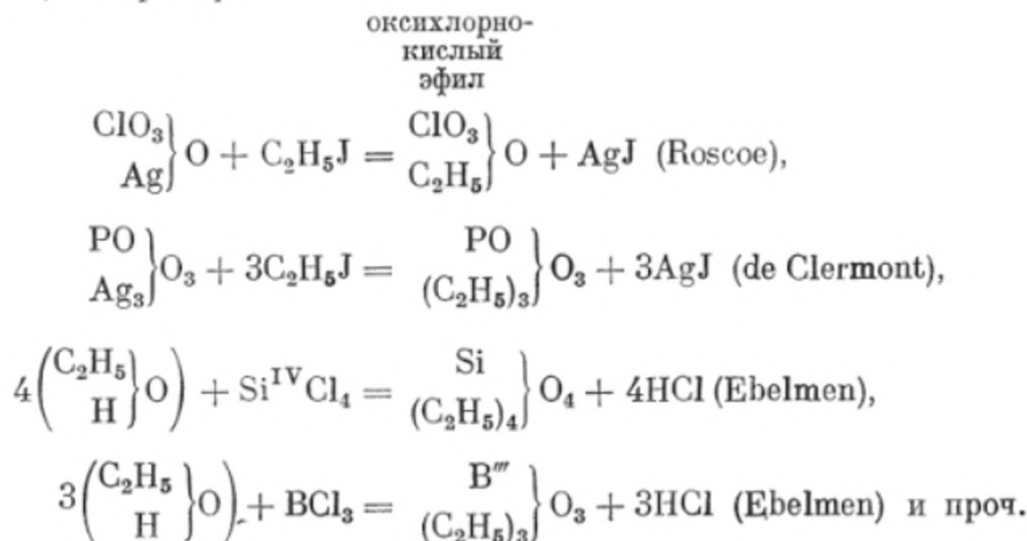 оксихлорно-
кислый
эфил
ClO₃
Ag } O + C₂H₅J = ClO₃
C₂H₅ } O + AgJ (Roscoe),
PO
Ag₃ } O₃ + 3C₂H₅J = PO
(C₂H₅)₃ } O₃ + 3AgJ (de Clermont),
4 ( C₂H₅
H } O ) + Siᴵⱽ Cl₄ = Si
(C₂H₅)₄ } O₄ + 4HCl (Ebelmen),
3 ( C₂H₅
H } O ) + BCl₃ = B‴
(C₂H₅)₃ } O₃ + 3HCl (Ebelmen) и проч.